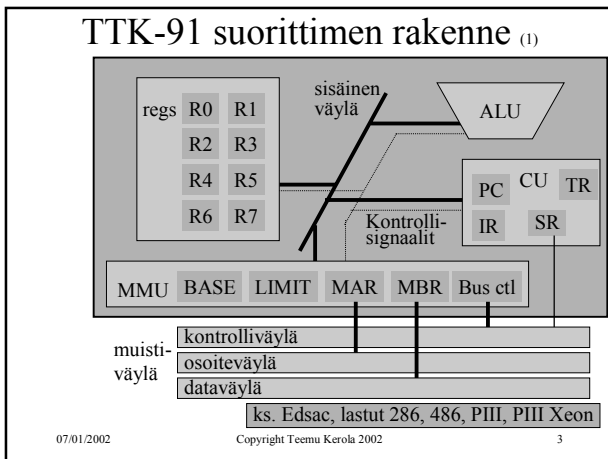 TTK-91 suorittimen rakenne (1)
regs R0 R1
R2 R3
R4 R5
R6 R7
sisäinen
väylä
ALU
PC CU TR
IR SR
Kontrolli-
signaalit
MMU BASE LIMIT MAR MBR Bus ctl
muisti-
väylä
kontrolliväylä
osoiteväylä
dataväylä
ks. Edsac, lastut 286, 486, PIII, PIII Xeon
07/01/2002 Copyright Teemu Kerola 2002 3